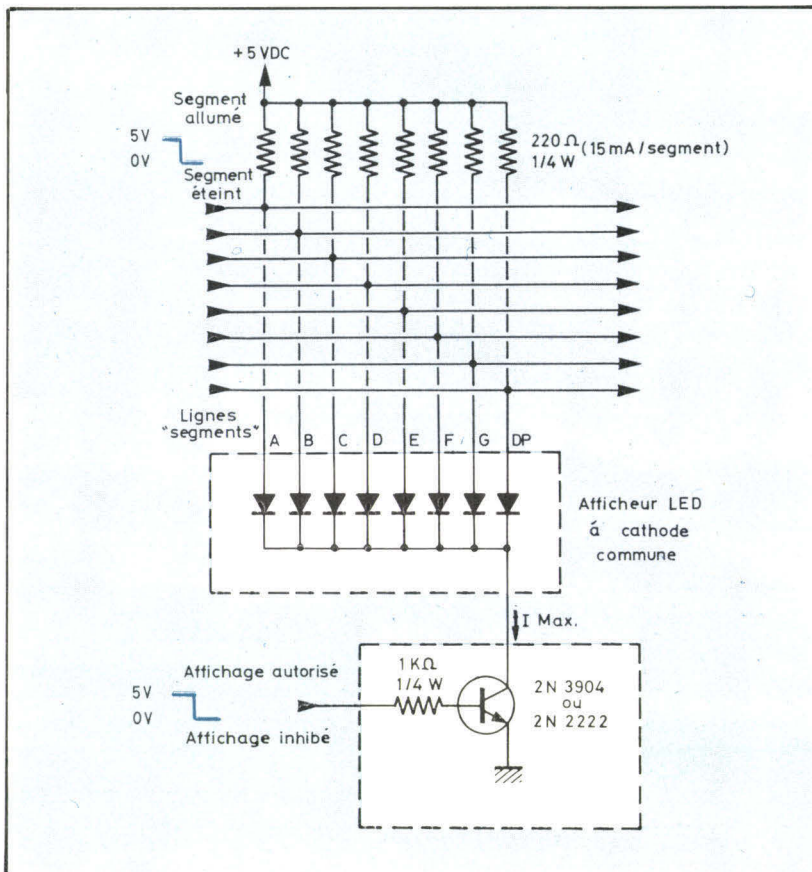 +5 VDC
Segment
allumé
5V
0V
Segment
éteint
220 Ω (15 mA/segment)
1/4 W
Lignes
"segments"
A B C D E F G DP
Afficheur LED
á cathode
commune
I Max.
Affichage autorisé
5V
0V
Affichage inhibé
1 KΩ
1/4 W
2N 3904
ou
2N 2222